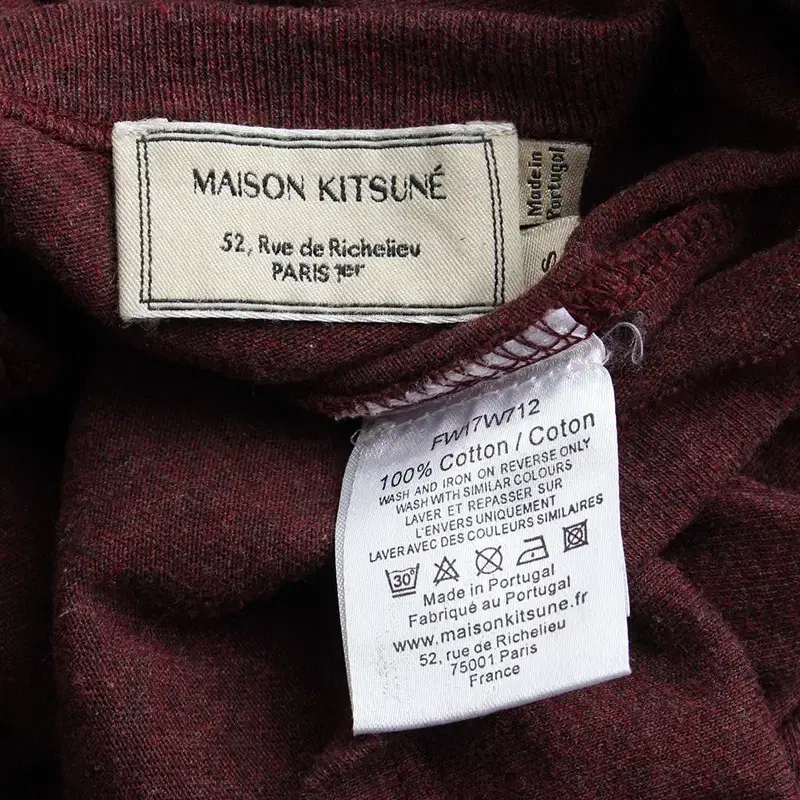 MAISON KITSUNÉ
52, Rue de Richelieu
PARIS 1er
Made in
Portugal
S
FW17W712
100% Cotton / Coton
WASH AND IRON ON REVERSE ONLY
WASH WITH SIMILAR COLOURS
LAVER ET REPASSER SUR
L'ENVERS UNIQUEMENT
LAVER AVEC DES COULEURS SIMILAIRES
30°
Made in Portugal
Fabriqué au Portugal
www.maisonkitsune.fr
52, rue de Richelieu
75001 Paris
France